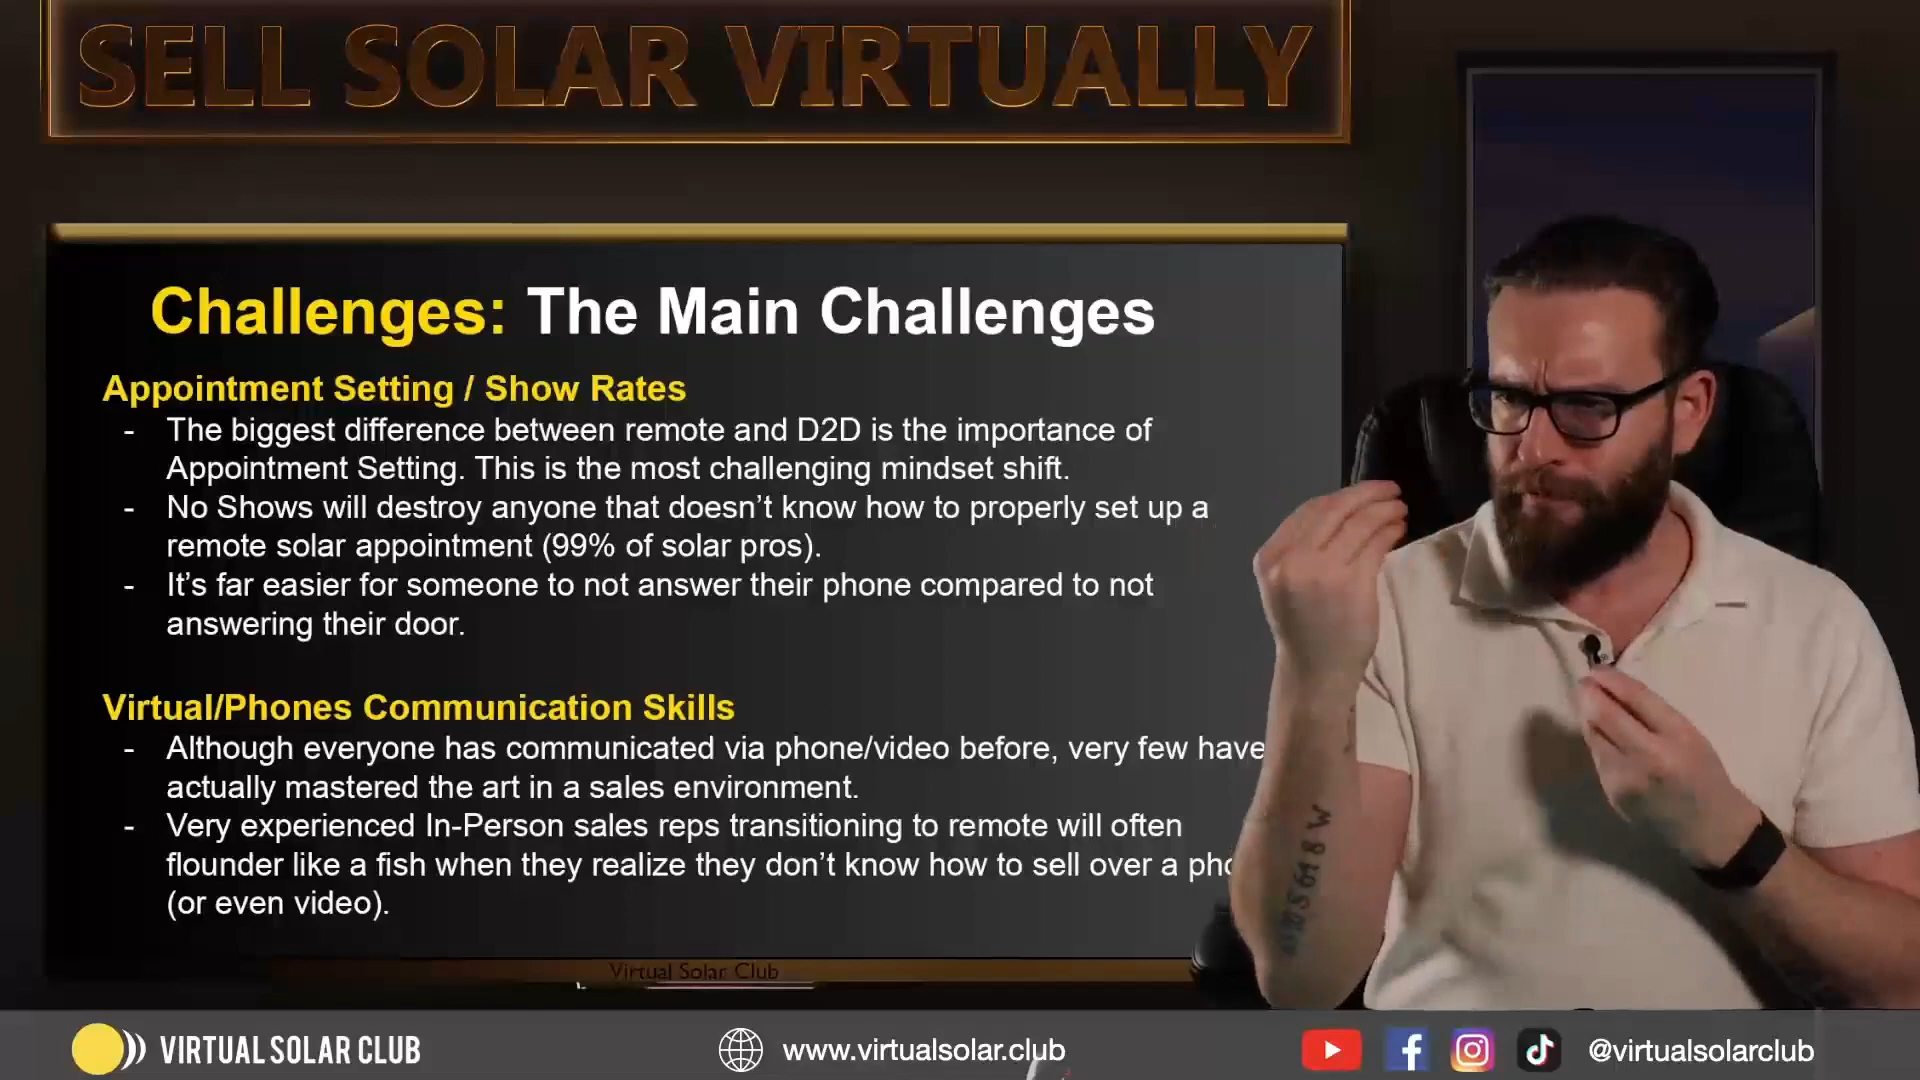 SELL SOLAR VIRTUALLY
Challenges: The Main Challenges
Appointment Setting / Show Rates
- The biggest difference between remote and D2D is the importance of
Appointment Setting. This is the most challenging mindset shift.
- No Shows will destroy anyone that doesn’t know how to properly set up a
remote solar appointment (99% of solar pros).
- It’s far easier for someone to not answer their phone compared to not
answering their door.
Virtual/Phones Communication Skills
- Although everyone has communicated via phone/video before, very few have
actually mastered the art in a sales environment.
- Very experienced In-Person sales reps transitioning to remote will often
flounder like a fish when they realize they don’t know how to sell over a
(or even video).
Virtual Solar Club
VIRTUAL SOLAR CLUB
www.virtualsolar.club
@virtualsolarclub